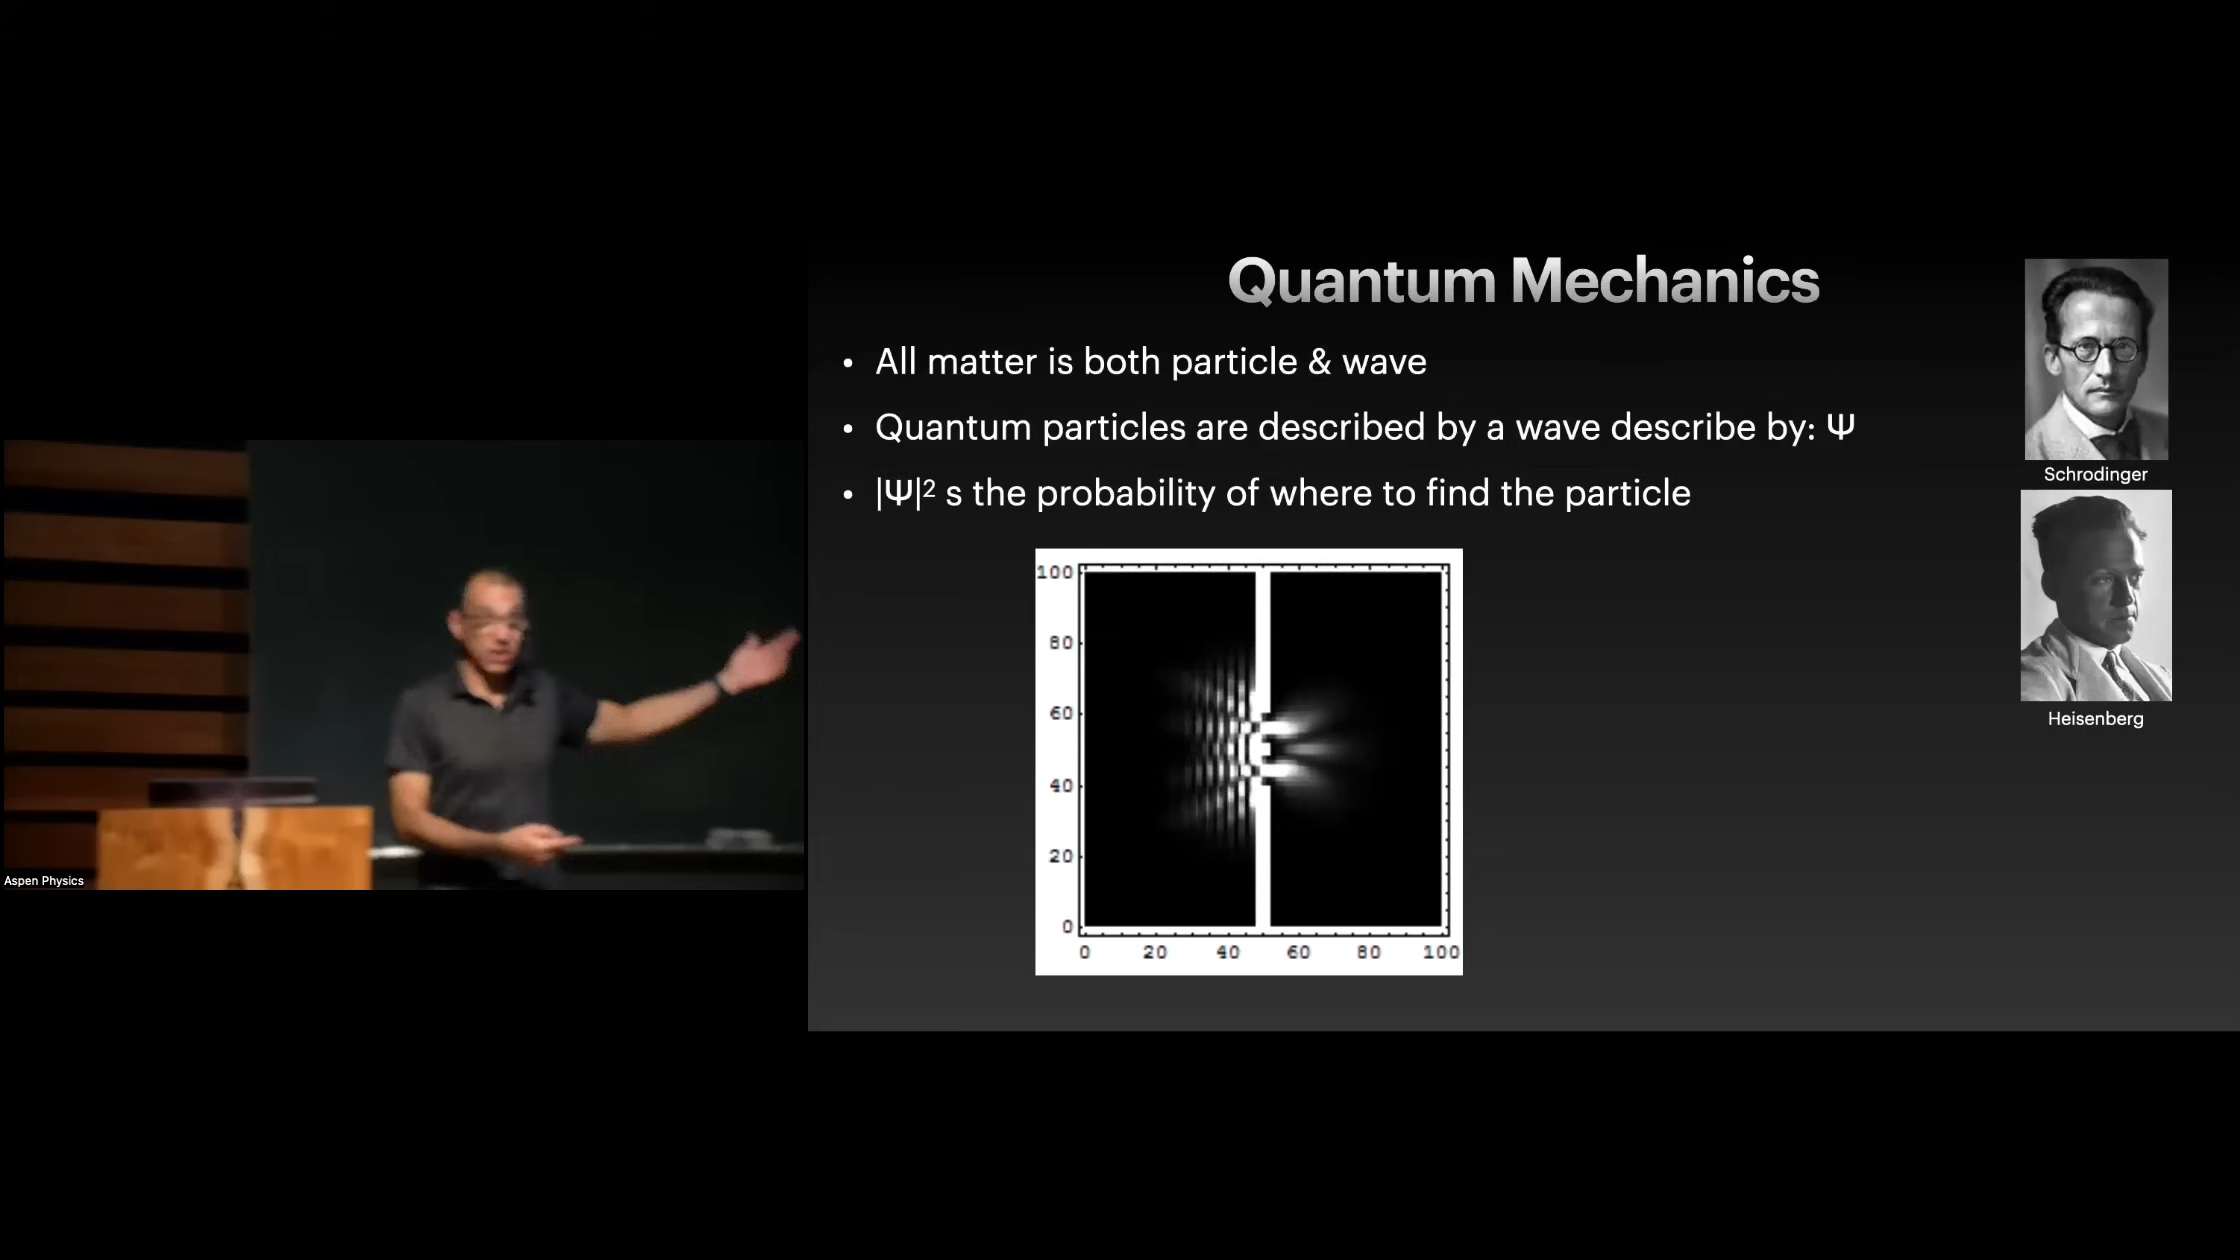 Quantum Mechanics
• All matter is both particle & wave
• Quantum particles are described by a wave describe by: Ψ
• |Ψ|² s the probability of where to find the particle
Schrodinger
Heisenberg
100
80
60
40
20
0
0 20 40 60 80 100
Aspen Physics